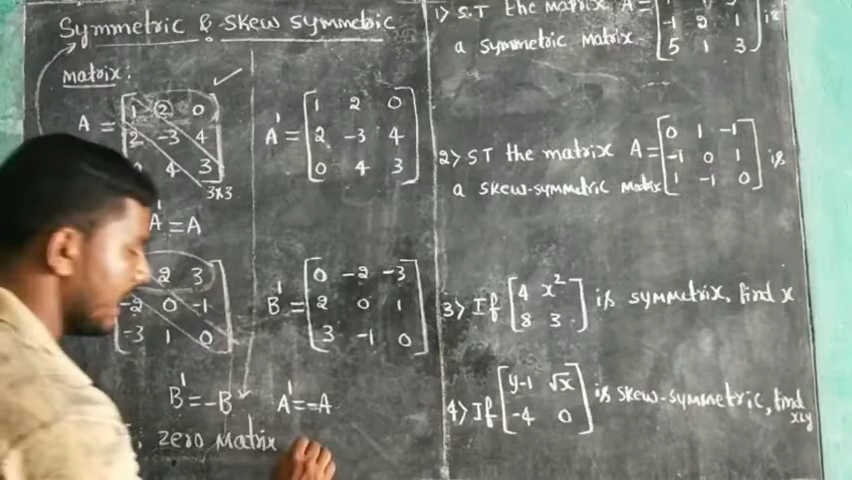 Symmetric & Skew symmetric
matrix:
A = [1 2 0
2 -3 4
4 3] 3x3
A' = [1 2 0
2 -3 4
0 4 3]
A' = A
2 3
-2 0 -1
-3 1 0]
B' = [0 -2 -3
2 0 1
3 -1 0]
B' = -B A' = -A
zero Matrix
1> S.T the matrix A = [
-1 2 1
5 1 3] is
a symmetric matrix
2> S T the matrix A = [0 1 -1
-1 0 1
1 -1 0] is
a skew-symmetric matrix
3> If [4 x²
8 3] is symmetrix, find x
4> If [y-1 √x
-4 0] is skew-symmetric, find
x,y